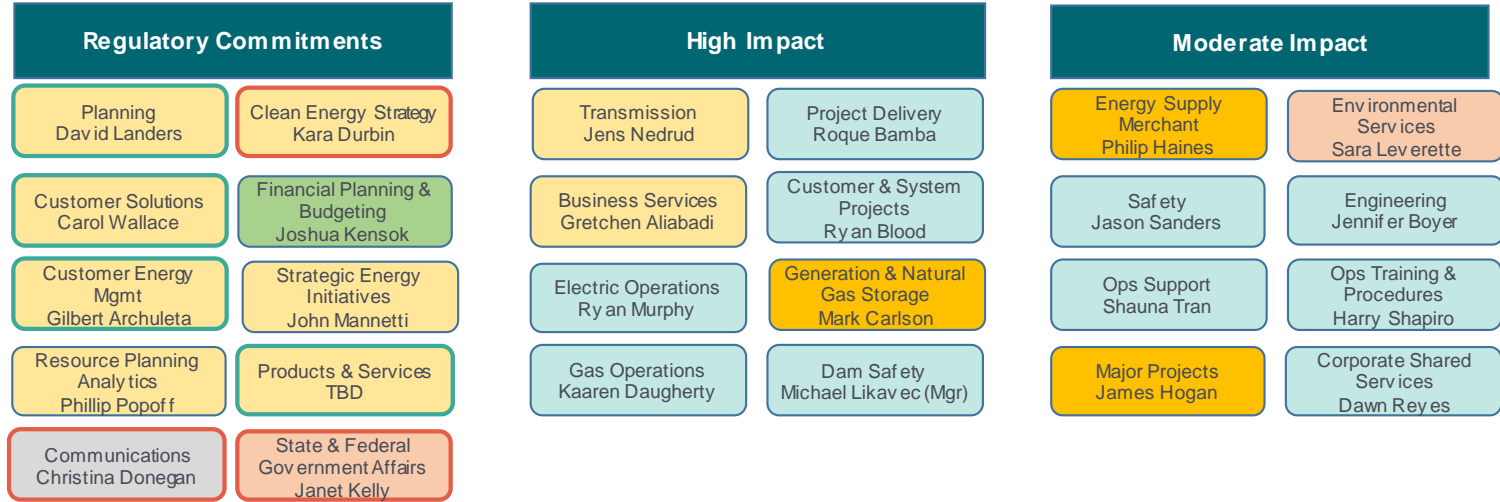 Regulatory Commitments
Planning
David Landers
Clean Energy Strategy
Kara Durbin
Customer Solutions
Carol Wallace
Financial Planning &
Budgeting
Joshua Kensok
Customer Energy
Mgmt
Gilbert Archuleta
Strategic Energy
Initiatives
John Mannetti
Resource Planning
Analytics
Phillip Popoff
Products & Services
TBD
Communications
Christina Donegan
State & Federal
Government Affairs
Janet Kelly
High Impact
Transmission
Jens Nedrud
Project Delivery
Roque Bamba
Business Services
Gretchen Aliabadi
Customer & System
Projects
Ryan Blood
Electric Operations
Ryan Murphy
Generation & Natural
Gas Storage
Mark Carlson
Gas Operations
Kaaren Daugherty
Dam Safety
Michael Likavec (Mgr)
Moderate Impact
Energy Supply
Merchant
Philip Haines
Environmental
Services
Sara Leverette
Safety
Jason Sanders
Engineering
Jennifer Boyer
Ops Support
Shauna Tran
Ops Training &
Procedures
Harry Shapiro
Major Projects
James Hogan
Corporate Shared
Services
Dawn Reyes